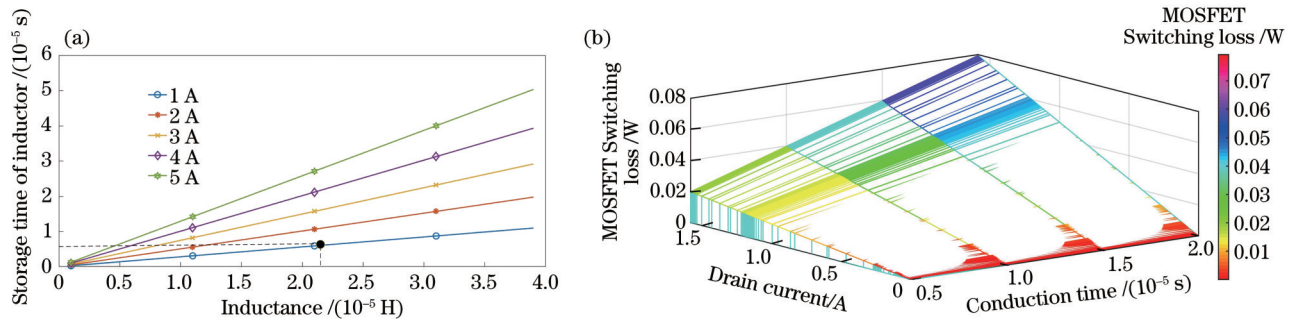 (a)
Storage time of inductor /(10⁻⁵ s)
6
5
4
3
2
1
0
1 A
2 A
3 A
4 A
5 A
0 0.5 1.0 1.5 2.0 2.5 3.0 3.5 4.0
Inductance /(10⁻⁵ H)
(b)
MOSFET Switching
loss /W
0.08
0.06
0.04
0.02
0
1.5
1.0
0.5
0
Drain current/A
0.5
1.0
1.5
2.0
Conduction time /(10⁻⁵ s)
MOSFET
Switching loss /W
0.07
0.06
0.05
0.04
0.03
0.02
0.01